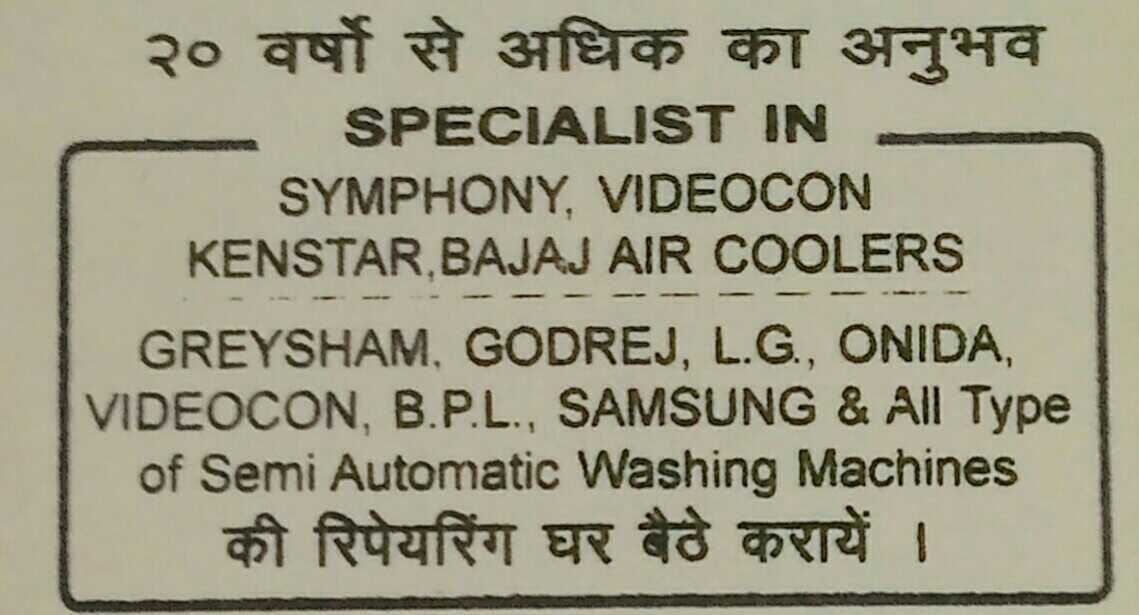 २० वर्षो से अधिक का अनुभव
SPECIALIST IN
SYMPHONY, VIDEOCON
KENSTAR,BAJAJ AIR COOLERS
GREYSHAM, GODREJ, L.G., ONIDA,
VIDEOCON, B.P.L., SAMSUNG & All Type
of Semi Automatic Washing Machines
की रिपेयरिंग घर बैठे करायें ।